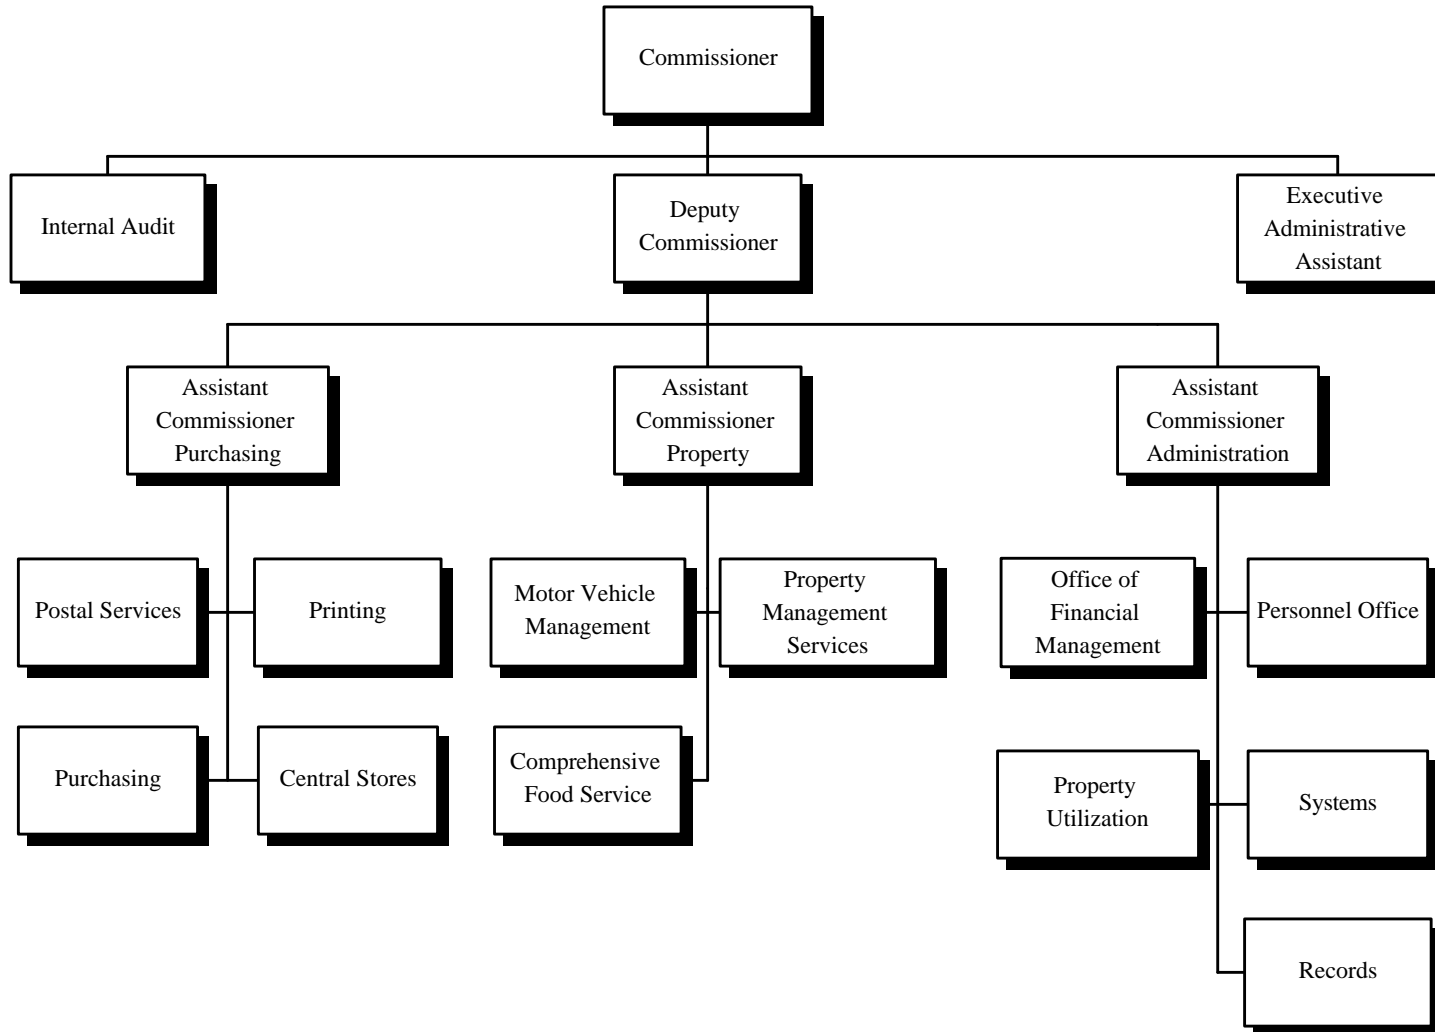 Commissioner
Internal Audit
Deputy
Commissioner
Executive
Administrative
Assistant
Assistant
Commissioner
Purchasing
Assistant
Commissioner
Property
Assistant
Commissioner
Administration
Postal Services
Printing
Motor Vehicle
Management
Property
Management
Services
Office of
Financial
Management
Personnel Office
Purchasing
Central Stores
Comprehensive
Food Service
Property
Utilization
Systems
Records